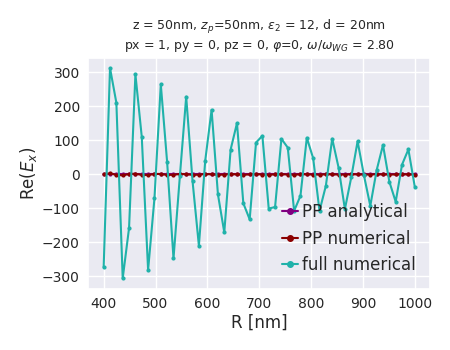 z = 50nm, z_p=50nm, ε_2 = 12, d = 20nm
px = 1, py = 0, pz = 0, φ=0, ω/ω_WG = 2.80
Re(E_x)
300
200
100
0
−100
−200
−300
PP analytical
PP numerical
full numerical
400 500 600 700 800 900 1000
R [nm]